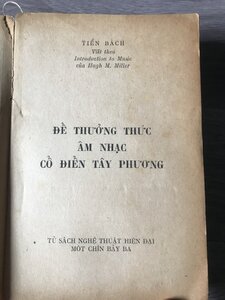 TIẾN BÁCH
Viết theo
Introduction to Music
của Hugh M. Miller
ĐỂ THƯỞNG THỨC
ÂM NHẠC
CỔ ĐIỂN TÂY PHƯƠNG
TỦ SÁCH NGHỆ THUẬT HIỆN ĐẠI
MỘT CHÍN BẢY BA